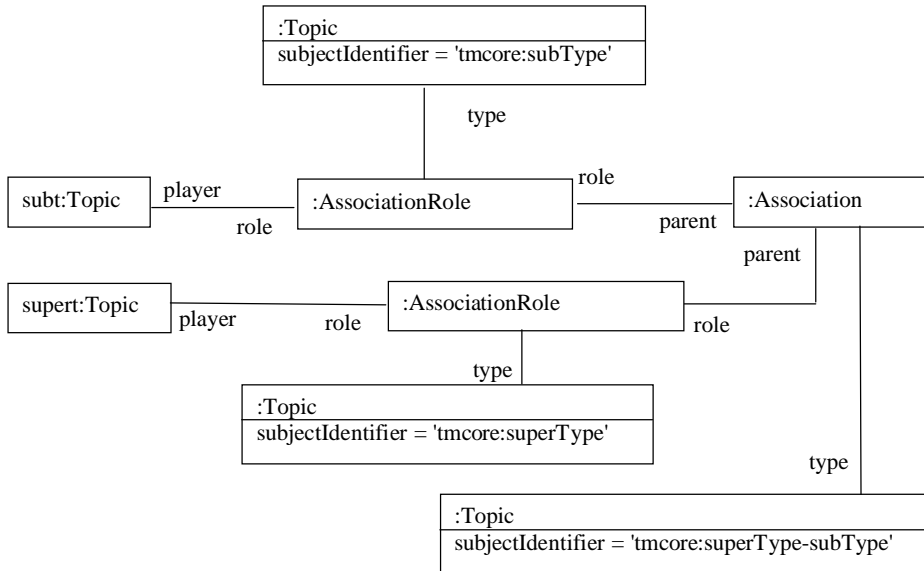 :Topic
subjectIdentifier = 'tmcore:subType'
type
subt:Topic
player
role
:AssociationRole
role
parent
:Association
parent
supert:Topic
player
role
:AssociationRole
role
type
:Topic
subjectIdentifier = 'tmcore:superType'
type
:Topic
subjectIdentifier = 'tmcore:superType-subType'